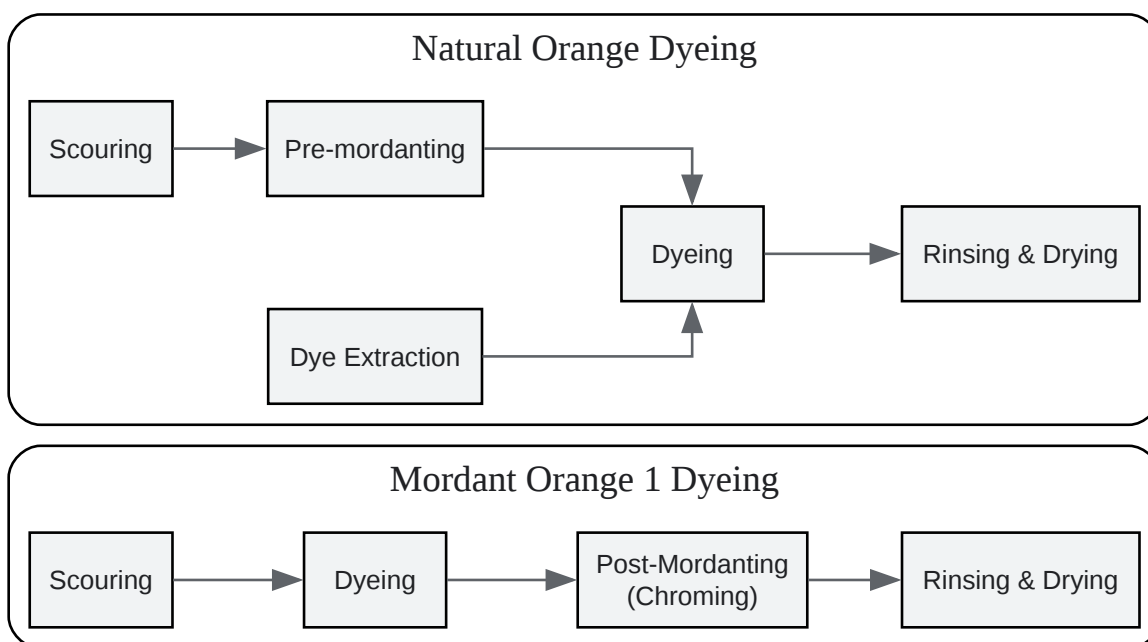 Natural Orange Dyeing
Scouring
Pre-mordanting
Dyeing
Rinsing & Drying
Dye Extraction
Mordant Orange 1 Dyeing
Scouring
Dyeing
Post-Mordanting
(Chroming)
Rinsing & Drying